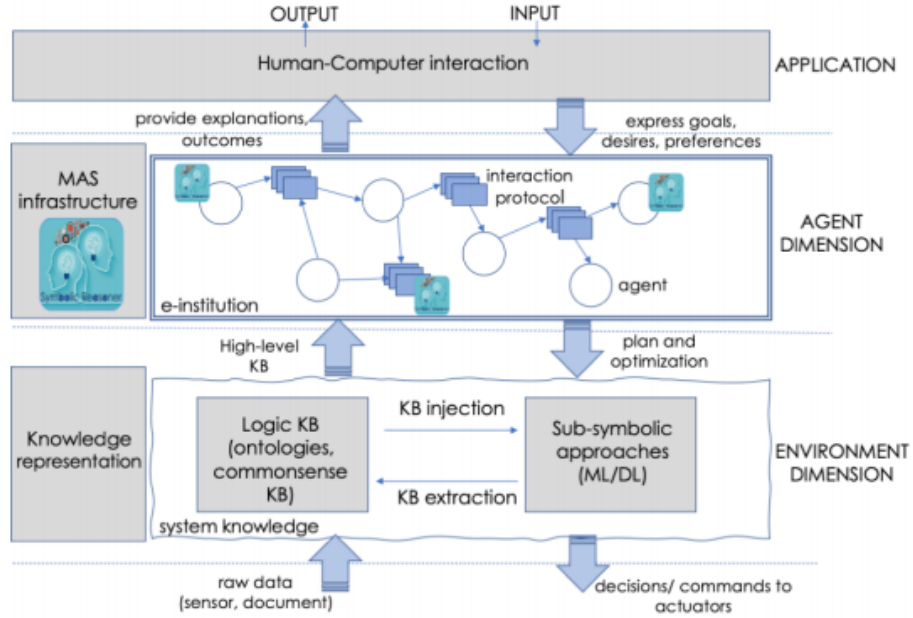 OUTPUT
INPUT
Human-Computer interaction
APPLICATION
provide explanations,
outcomes
express goals,
desires, preferences
MAS
infrastructure
Symbolic Reasoner
interaction
protocol
agent
e-institution
AGENT
DIMENSION
High-level
KB
plan and
optimization
Knowledge
representation
Logic KB
(ontologies,
commonsense
KB)
KB injection
KB extraction
Sub-symbolic
approaches
(ML/DL)
system knowledge
ENVIRONMENT
DIMENSION
raw data
(sensor, document)
decisions/ commands to
actuators